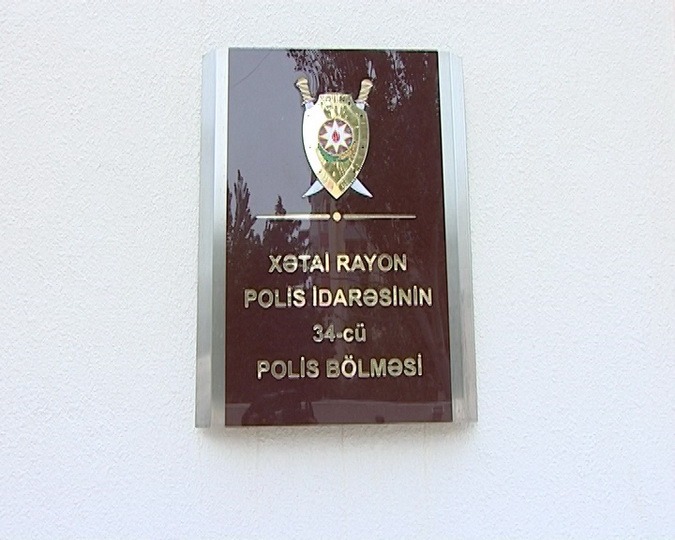 XƏTAİ RAYON
POLİS İDARƏSİNİN
34-cü
POLİS BÖLMƏSİ